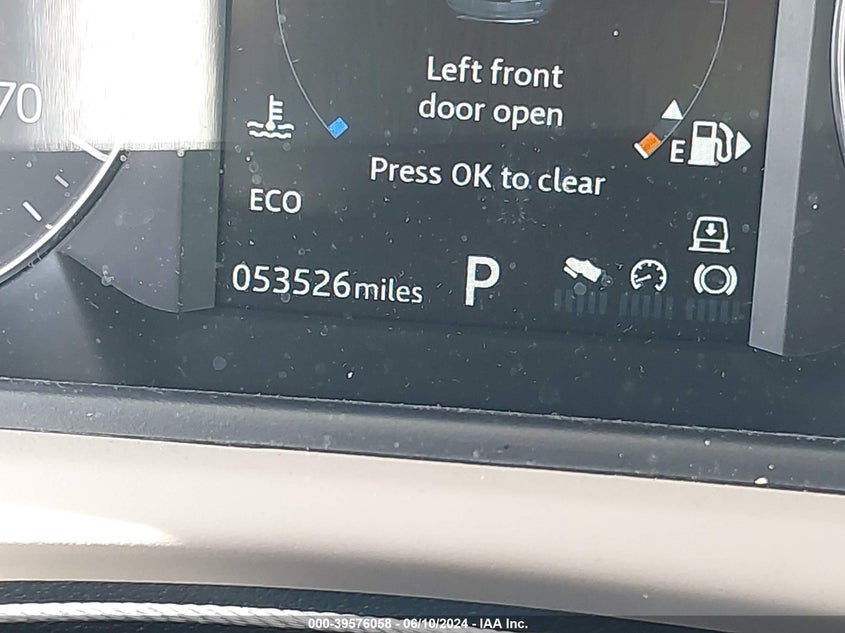 70
Left front
door open
E
Press OK to clear
ECO
053526miles
P
000-39576058 - 06/10/2024 - IAA Inc.